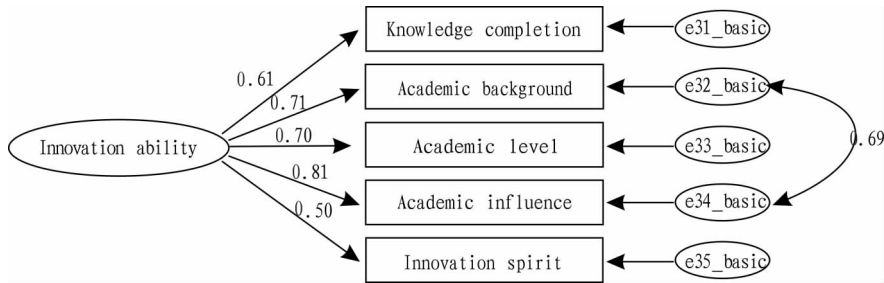 Knowledge completion
e31_basic
0.61
Academic background
e32_basic
0.71
Innovation ability
0.70
Academic level
e33_basic
0.69
0.81
Academic influence
e34_basic
0.50
Innovation spirit
e35_basic